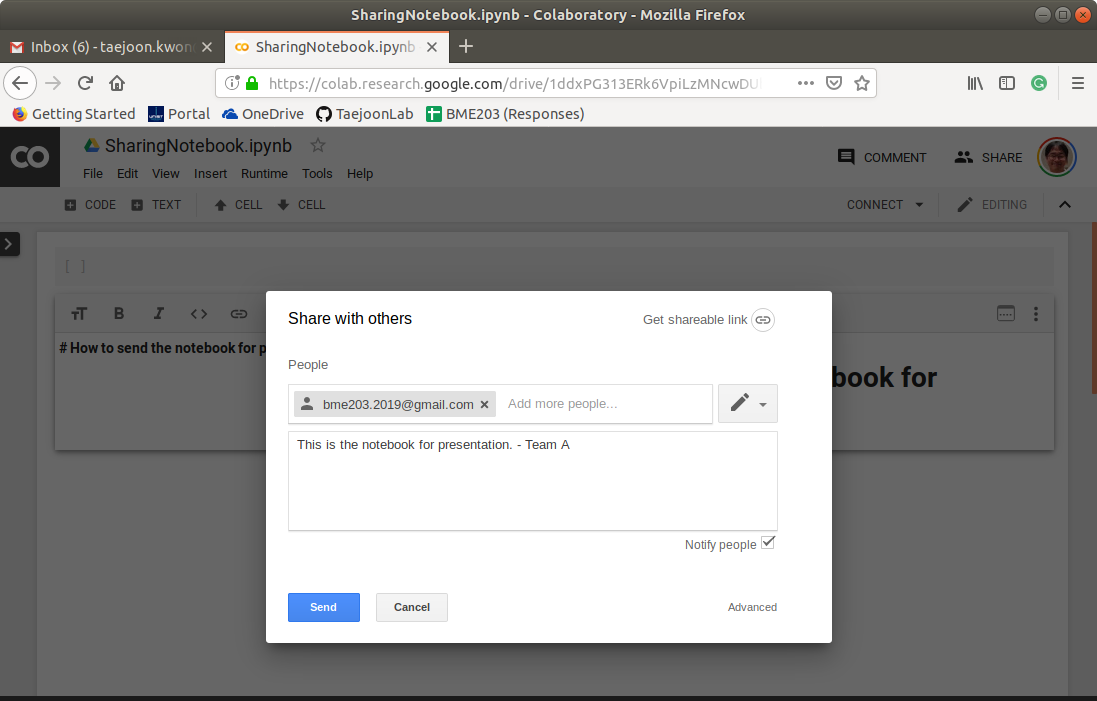 SharingNotebook.ipynb - Colaboratory - Mozilla Firefox
Inbox (6) - taejoon.kwon
SharingNotebook.ipynb
https://colab.research.google.com/drive/1ddxPG313ERk6VpiLzMNcwDU
Getting Started Portal OneDrive TaejoonLab BME203 (Responses)
CO SharingNotebook.ipynb
COMMENT SHARE
File Edit View Insert Runtime Tools Help
CODE TEXT CELL CELL CONNECT EDITING
[ ]
B I <>
# How to send the notebook for p
book for
Share with others
Get shareable link
People
bme203.2019@gmail.com × Add more people...
This is the notebook for presentation. - Team A
Notify people
Send Cancel Advanced